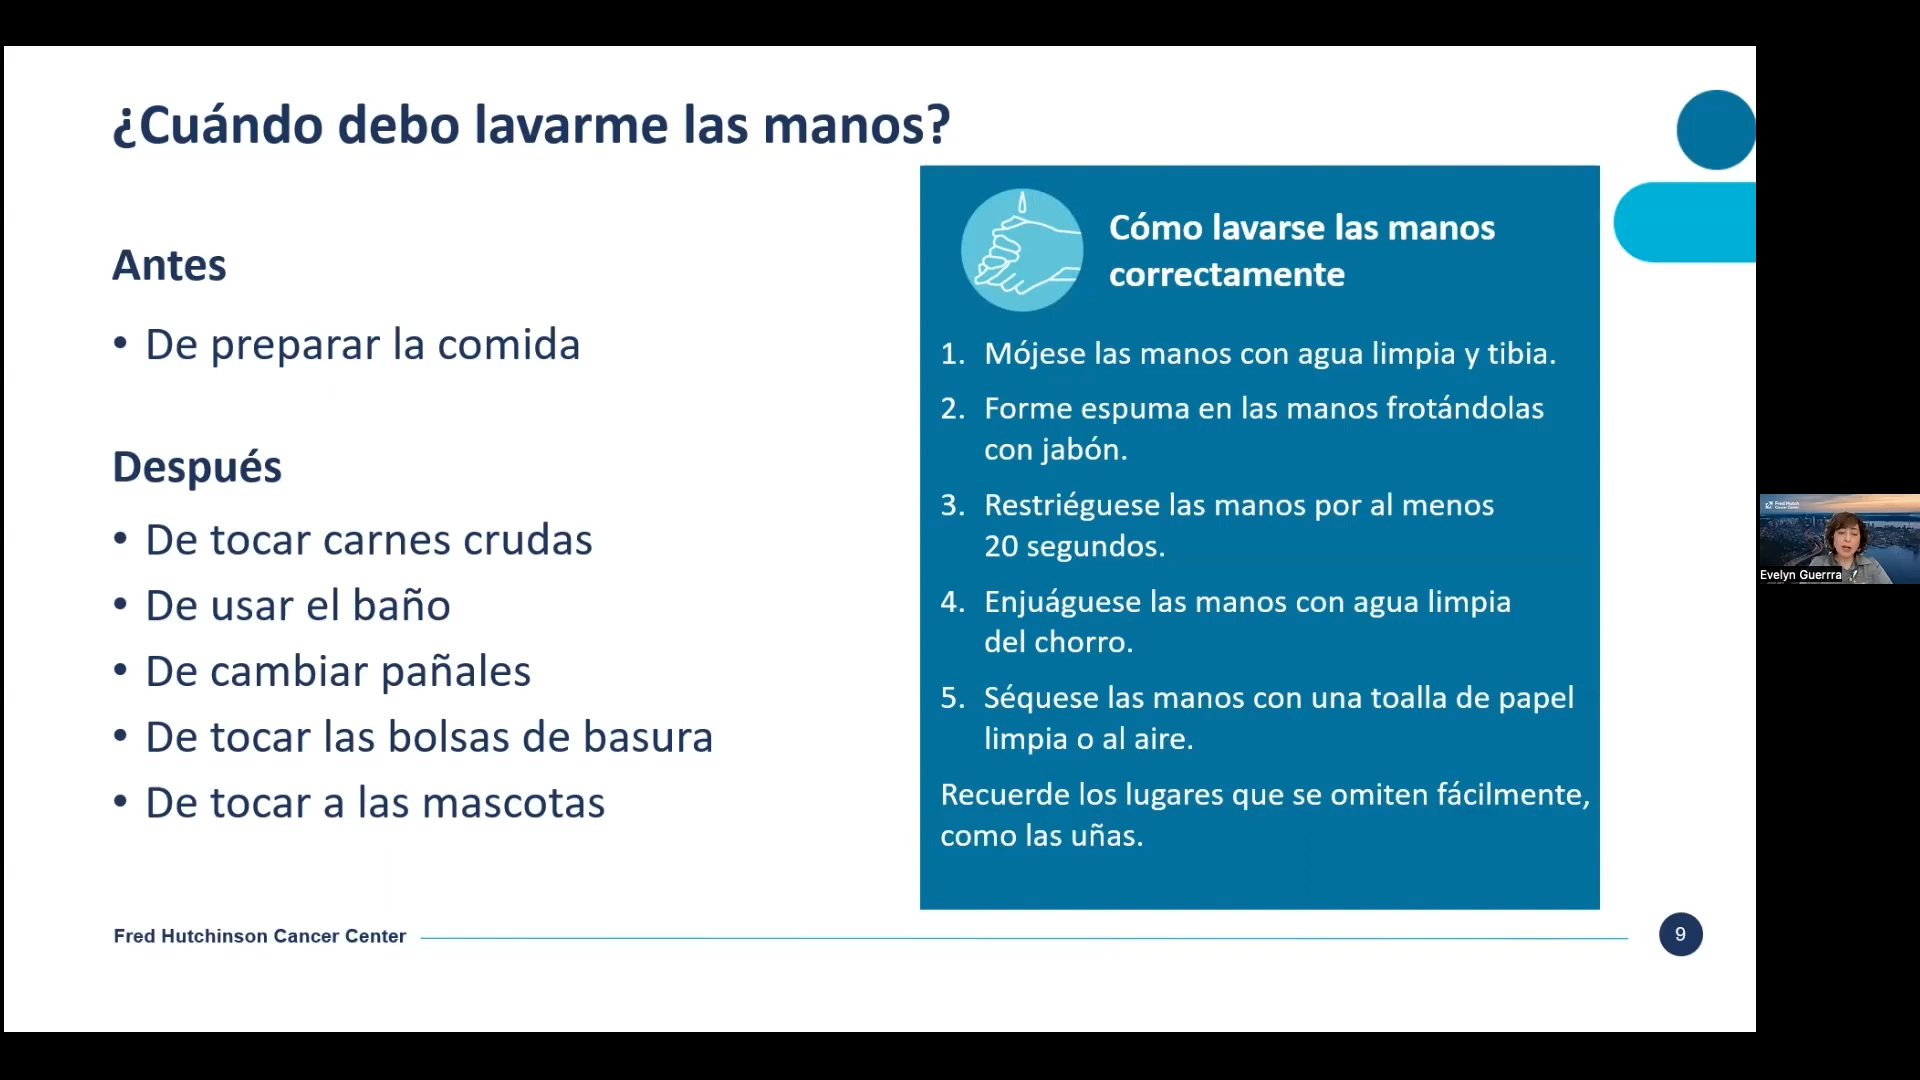 ¿Cuándo debo lavarme las manos?
Antes
• De preparar la comida
Después
• De tocar carnes crudas
• De usar el baño
• De cambiar pañales
• De tocar las bolsas de basura
• De tocar a las mascotas
Cómo lavarse las manos
correctamente
1. Mójese las manos con agua limpia y tibia.
2. Forme espuma en las manos frotándolas
con jabón.
3. Restriéguese las manos por al menos
20 segundos.
4. Enjuáguese las manos con agua limpia
del chorro.
5. Séquese las manos con una toalla de papel
limpia o al aire.
Recuerde los lugares que se omiten fácilmente,
como las uñas.
Fred Hutchinson Cancer Center
9
Fred Hutch
Cancer Center
Evelyn Guerrra